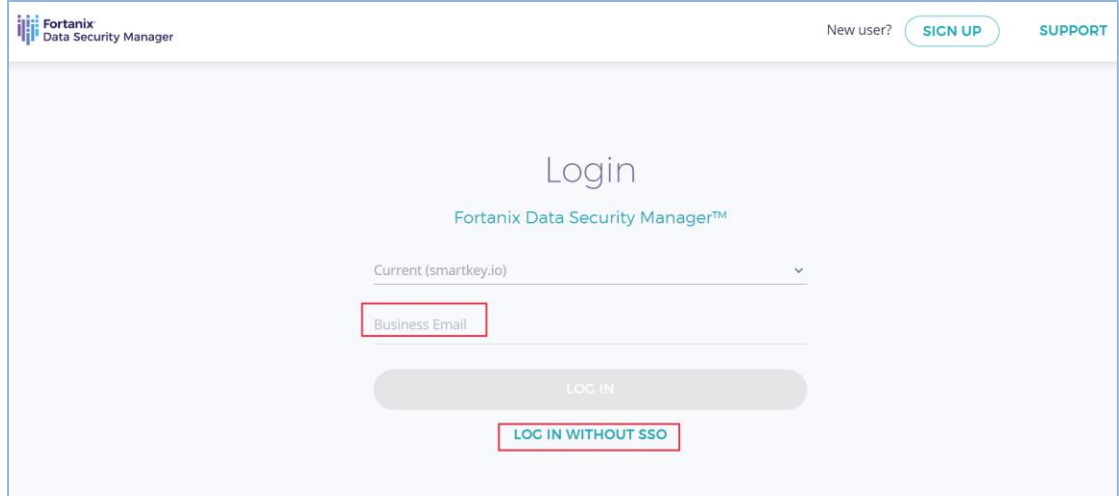 Fortanix
Data Security Manager
New user?
SIGN UP
SUPPORT
Login
Fortanix Data Security Manager™
Current (smartkey.io)
Business Email
LOG IN
LOG IN WITHOUT SSO